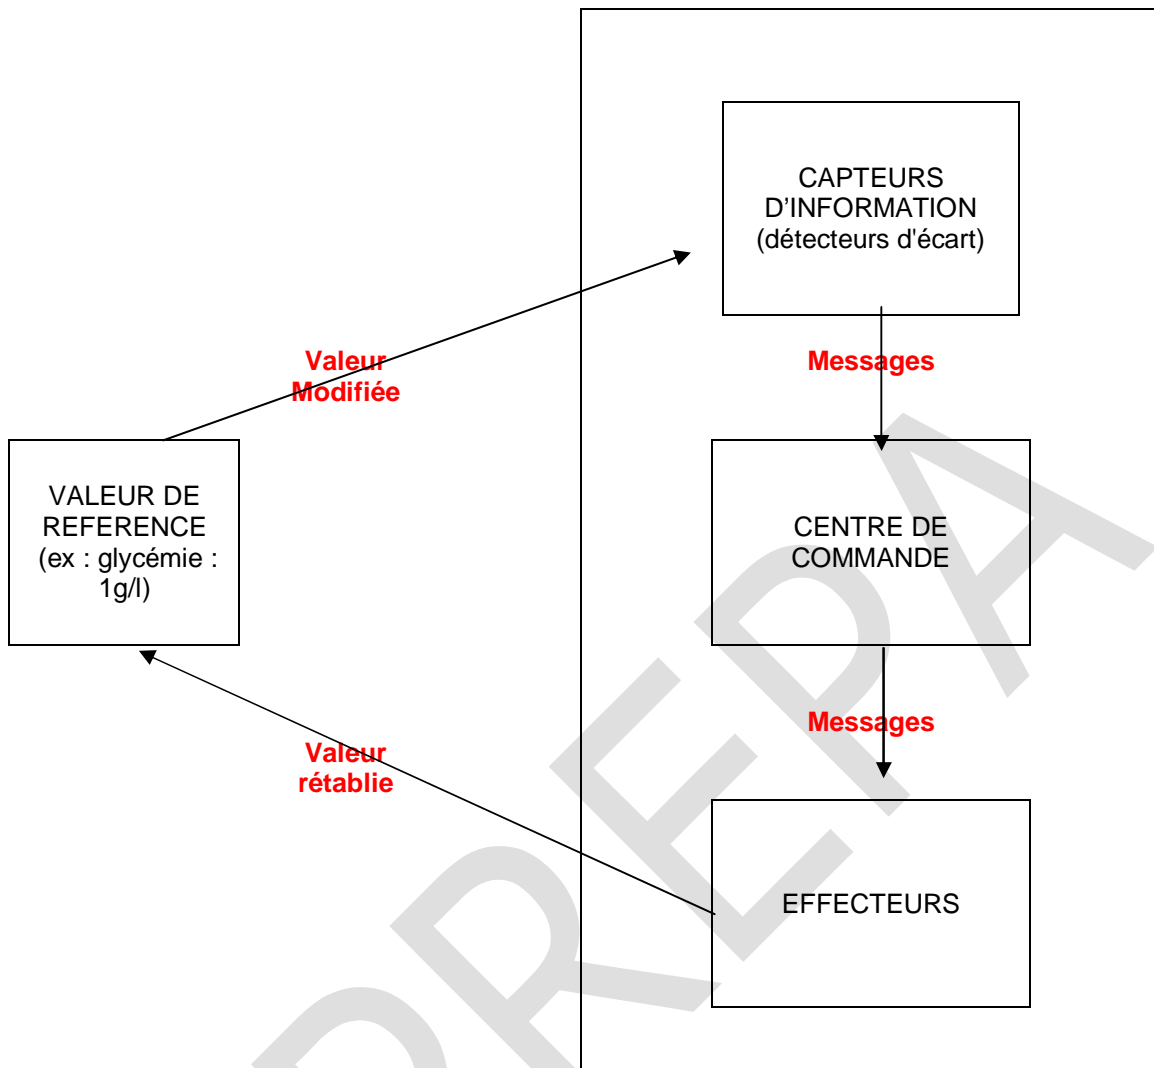 CAPTEURS
D'INFORMATION
(détecteurs d'écart)
Valeur
Modifiée
Messages
VALEUR DE
REFERENCE
(ex : glycémie :
1g/l)
CENTRE DE
COMMANDE
Messages
Valeur
rétablie
EFFECTEURS
PREPA